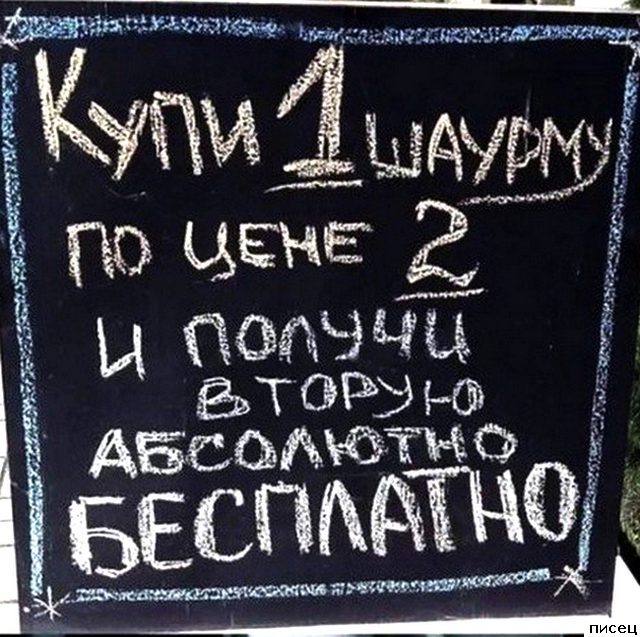 Купи 1 шаурму
по цене 2
и получи
вторую
абсолютно
БЕСПЛАТНО
писец